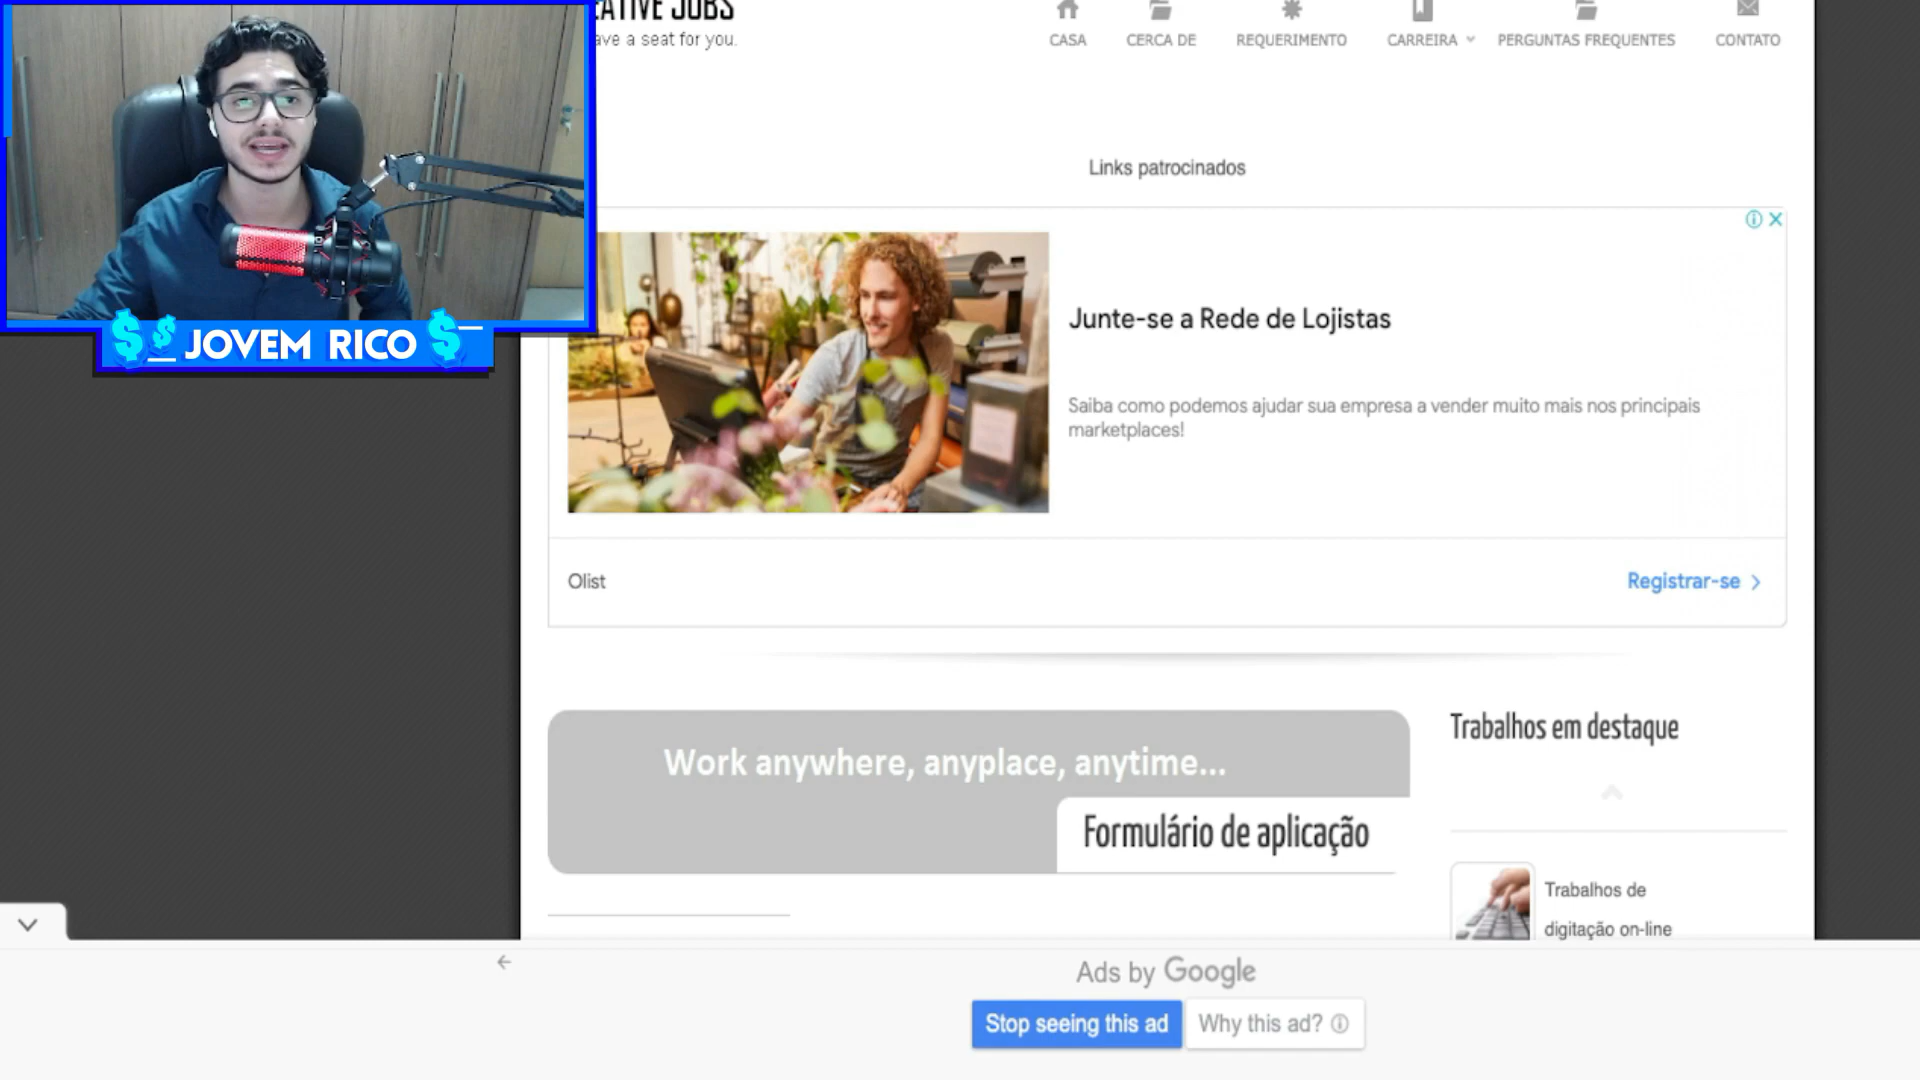 JOBS
ave a seat for you.
CASA
CERCA DE
REQUERIMENTO
CARREIRA
PERGUNTAS FREQUENTES
CONTATO
Links patrocinados
$ $ JOVEM RICO $
Junte-se a Rede de Lojistas
Saiba como podemos ajudar sua empresa a vender muito mais nos principais
marketplaces!
Olist
Registrar-se
Work anywhere, anyplace, anytime...
Formulário de aplicação
Trabalhos em destaque
Trabalhos de
digitação on-line
Ads by Google
Stop seeing this ad
Why this ad?